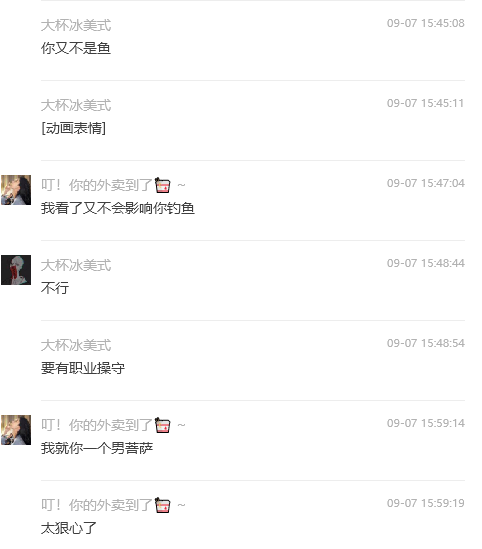 大杯冰美式 09-07 15:45:08
你又不是鱼
大杯冰美式 09-07 15:45:11
[动画表情]
叮！你的外卖到了 ~ 09-07 15:47:04
我看了又不会影响你钓鱼
大杯冰美式 09-07 15:48:44
不行
大杯冰美式 09-07 15:48:54
要有职业操守
叮！你的外卖到了 ~ 09-07 15:59:14
我就你一个男菩萨
叮！你的外卖到了 ~ 09-07 15:59:19
太狠心了